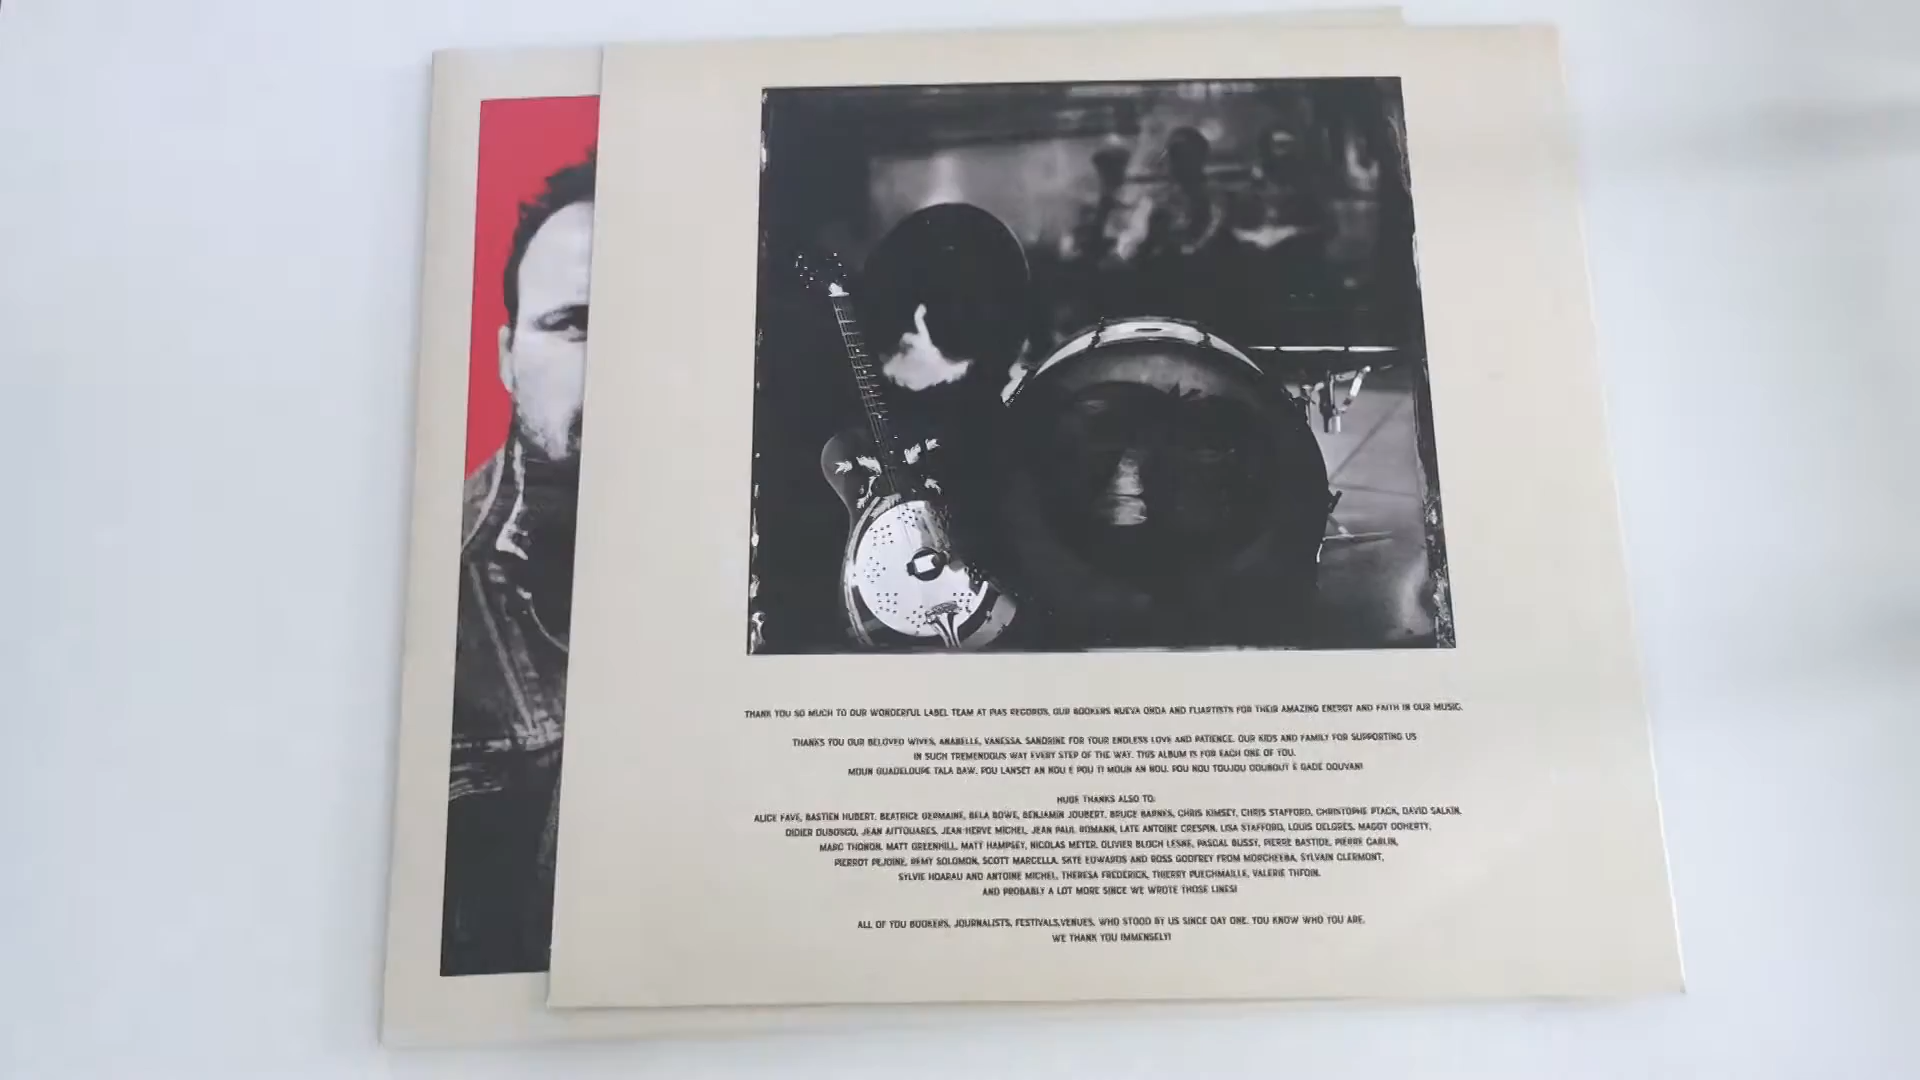 THANK YOU SO MUCH TO OUR WONDERFUL LABEL TEAM AT PIAS RECORDS, OUR BOOKERS NUEVA ONDA AND FLIARTISTS FOR THEIR AMAZING ENERGY AND FAITH IN OUR MUSIC.
THANKS YOU OUR BELOVED WIVES, ANABELLE, VANESSA, SANDRINE FOR YOUR ENDLESS LOVE AND PATIENCE. OUR KIDS AND FAMILY FOR SUPPORTING US
IN SUCH TREMENDOUS WAY EVERY STEP OF THE WAY. THIS ALBUM IS FOR EACH ONE OF YOU.
MOUN GUADELOUPE TALA BAW. POU LANSET AN NOU E POU TI MOUN AN NOU. POU NOU TOUJOU DOUBOUT E GADE DOUVAN!
HUGE THANKS ALSO TO:
ALICE FAVE, BASTIEN HUBERT, BEATRICE GERMAINE, BELA BOWE, BENJAMIN JOUBERT, BRUCE BARNES, CHRIS KIMSEY, CHRIS STAFFORD, CHRISTOPHE PTACK, DAVID SALKIN,
DIDIER DUBOSCQ, JEAN AITTOUARES, JEAN HERVE MICHEL, JEAN PAUL ROMANN, LATE ANTOINE CRESPIN, LISA STAFFORD, LOUIS DELGRES, MAGGY DOHERTY,
MARC THONON, MATT GREENHILL, MATT HAMPSEY, NICOLAS MEYER, OLIVIER BLOCH LESNE, PASCAL BUSSY, PIERRE BASTIDE, PIERRE CABLIN,
PIERROT PEJOINE, REMY SOLOMON, SCOTT MARCELLA, SKYE EDWARDS AND ROSS GODFREY FROM MORCHEEBA, SYLVAIN CLERMONT,
SYLVIE HOARAU AND ANTOINE MICHEL, THERESA FREDERICK, THIERRY PUECHMAILLE, VALERIE THFOIN.
AND PROBABLY A LOT MORE SINCE WE WROTE THOSE LINES!
ALL OF YOU BOOKERS, JOURNALISTS, FESTIVALS,VENUES, WHO STOOD BY US SINCE DAY ONE. YOU KNOW WHO YOU ARE.
WE THANK YOU IMMENSELY!